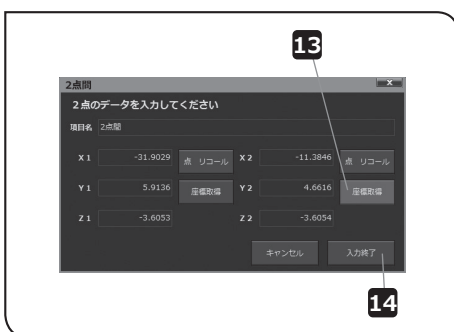 13
2点間
x
2点のデータを入力してください
項目名 2点間
X 1 -31.9029 点 リコール X 2 -11.3846 点 リコール
Y 1 5.9136 座標取得 Y 2 4.6616 座標取得
Z 1 -3.6053 Z 2 -3.6054
キャンセル 入力終了
14